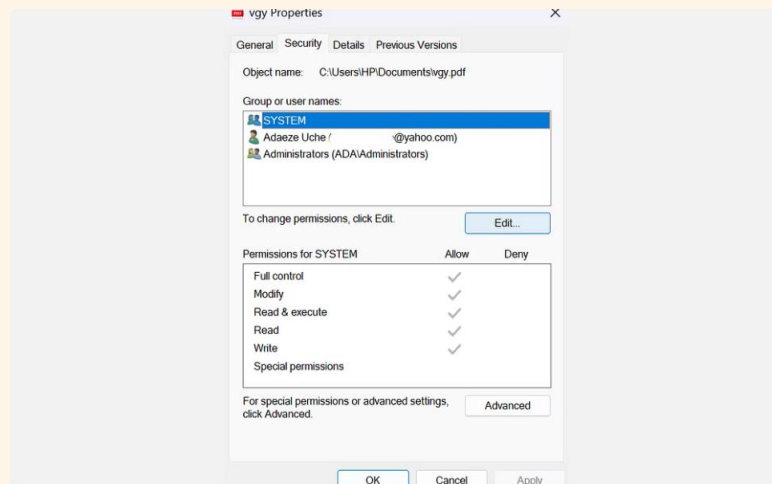 vgy Properties
General Security Details Previous Versions
Object name: C:\Users\HP\Documents\vgy.pdf
Group or user names:
SYSTEM
Adaeze Uche ( @yahoo.com)
Administrators (ADA\Administrators)
To change permissions, click Edit.
Edit...
Permissions for SYSTEM Allow Deny
Full control
Modify
Read & execute
Read
Write
Special permissions
For special permissions or advanced settings,
click Advanced.
Advanced
OK Cancel Apply